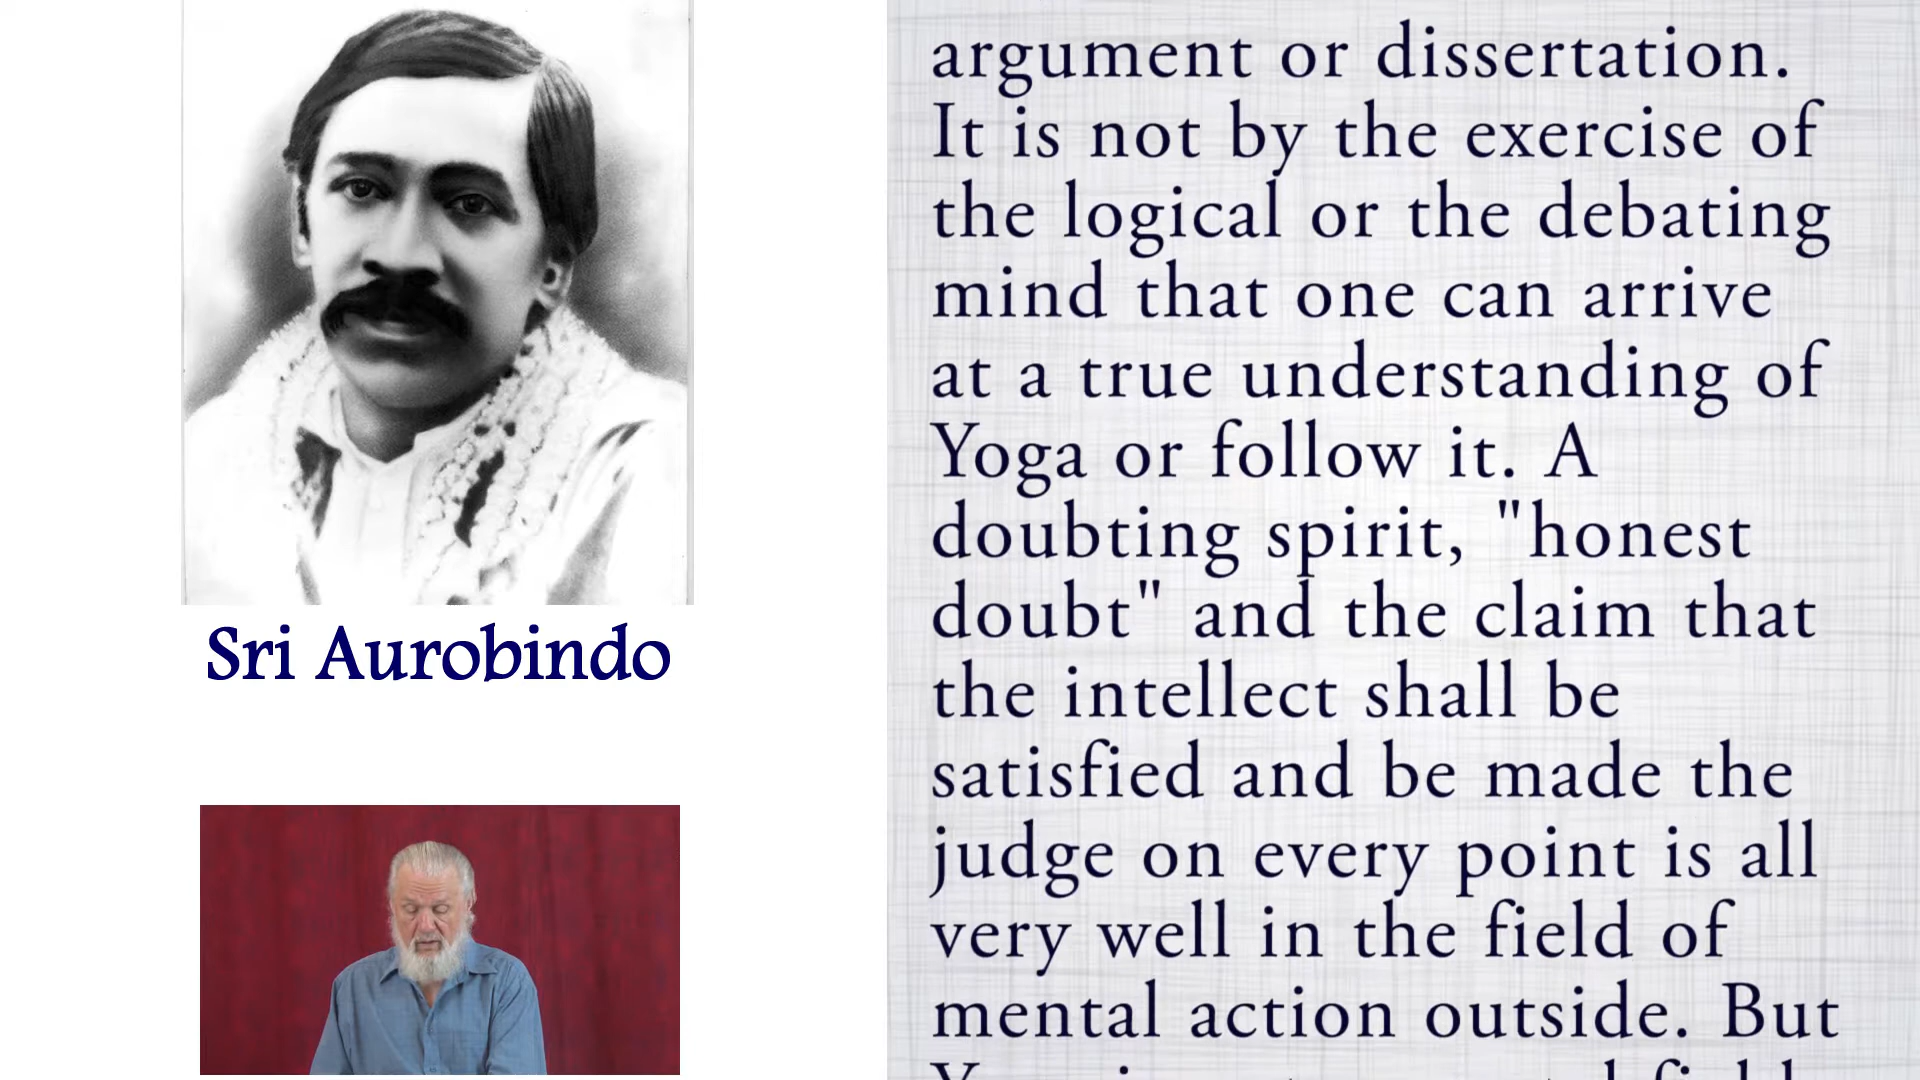 Sri Aurobindo
argument or dissertation.
It is not by the exercise of
the logical or the debating
mind that one can arrive
at a true understanding of
Yoga or follow it. A
doubting spirit, "honest
doubt" and the claim that
the intellect shall be
satisfied and be made the
judge on every point is all
very well in the field of
mental action outside. But